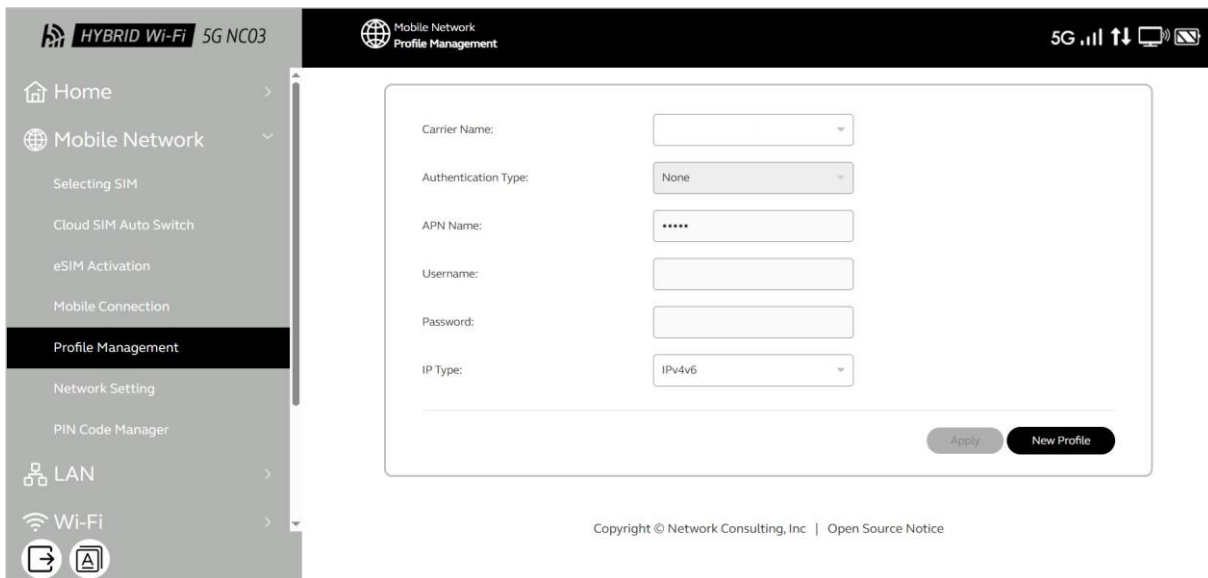 HYBRID Wi-Fi 5G NC03
Mobile Network
Profile Management
5G
Home
Mobile Network
Selecting SIM
Cloud SIM Auto Switch
eSIM Activation
Mobile Connection
Profile Management
Network Setting
PIN Code Manager
LAN
Wi-Fi
A
Carrier Name:
Authentication Type: None
APN Name: •••••
Username:
Password:
IP Type: IPv4v6
Apply New Profile
Copyright © Network Consulting, Inc | Open Source Notice